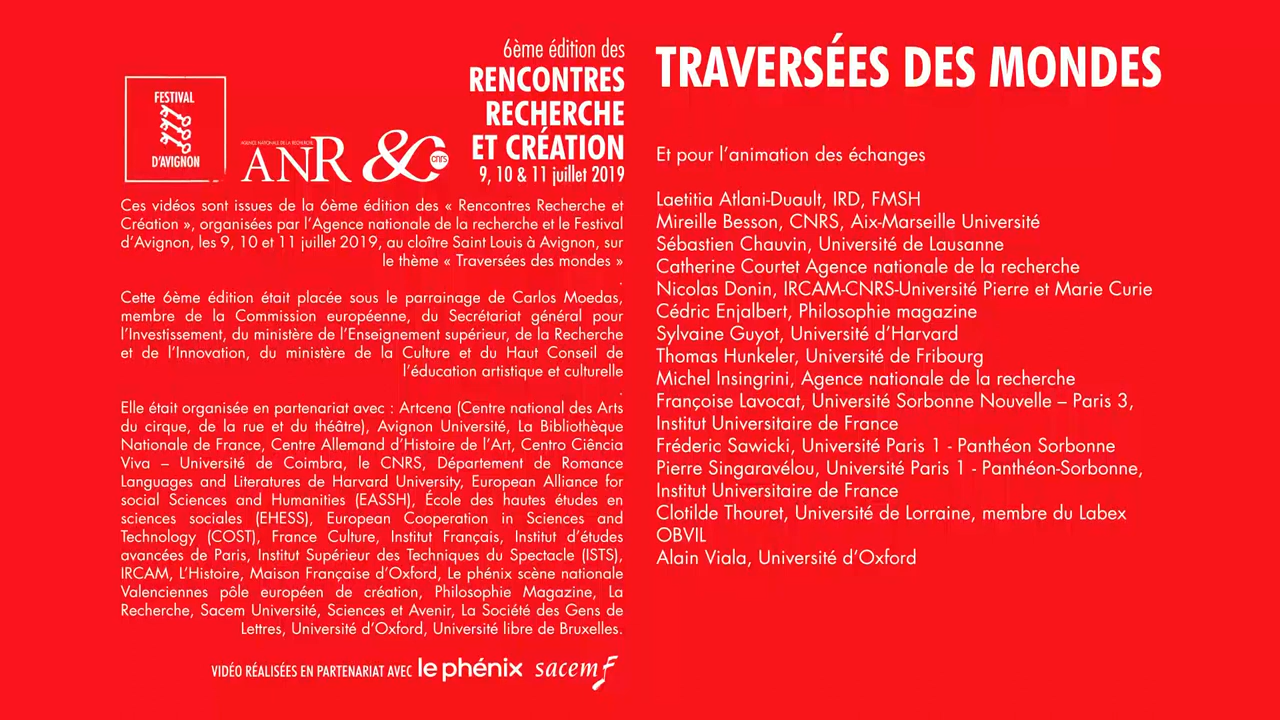 FESTIVAL
D'AVIGNON
AGENCE NATIONALE DE LA RECHERCHE
ANR
&
cnrs
6ème édition des
RENCONTRES
RECHERCHE
ET CRÉATION
9, 10 & 11 juillet 2019
Ces vidéos sont issues de la 6ème édition des « Rencontres Recherche et
Création », organisées par l'Agence nationale de la recherche et le Festival
d'Avignon, les 9, 10 et 11 juillet 2019, au cloître Saint Louis à Avignon, sur
le thème « Traversées des mondes »
.
Cette 6ème édition était placée sous le parrainage de Carlos Moedas,
membre de la Commission européenne, du Secrétariat général pour
l'Investissement, du ministère de l'Enseignement supérieur, de la Recherche
et de l'Innovation, du ministère de la Culture et du Haut Conseil de
l'éducation artistique et culturelle
.
Elle était organisée en partenariat avec : Artcena (Centre national des Arts
du cirque, de la rue et du théâtre), Avignon Université, La Bibliothèque
Nationale de France, Centre Allemand d'Histoire de l'Art, Centro Ciência
Viva – Université de Coimbra, le CNRS, Département de Romance
Languages and Literatures de Harvard University, European Alliance for
social Sciences and Humanities (EASSH), École des hautes études en
sciences sociales (EHESS), European Cooperation in Sciences and
Technology (COST), France Culture, Institut Français, Institut d'études
avancées de Paris, Institut Supérieur des Techniques du Spectacle (ISTS),
IRCAM, L'Histoire, Maison Française d'Oxford, Le phénix scène nationale
Valenciennes pôle européen de création, Philosophie Magazine, La
Recherche, Sacem Université, Sciences et Avenir, La Société des Gens de
Lettres, Université d'Oxford, Université libre de Bruxelles.
VIDÉO RÉALISÉES EN PARTENARIAT AVEC le phénix sacem
TRAVERSÉES DES MONDES
Et pour l'animation des échanges
Laetitia Atlani-Duault, IRD, FMSH
Mireille Besson, CNRS, Aix-Marseille Université
Sébastien Chauvin, Université de Lausanne
Catherine Courtet Agence nationale de la recherche
Nicolas Donin, IRCAM-CNRS-Université Pierre et Marie Curie
Cédric Enjalbert, Philosophie magazine
Sylvaine Guyot, Université d'Harvard
Thomas Hunkeler, Université de Fribourg
Michel Insingrini, Agence nationale de la recherche
Françoise Lavocat, Université Sorbonne Nouvelle – Paris 3,
Institut Universitaire de France
Fréderic Sawicki, Université Paris 1 - Panthéon Sorbonne
Pierre Singaravélou, Université Paris 1 - Panthéon-Sorbonne,
Institut Universitaire de France
Clotilde Thouret, Université de Lorraine, membre du Labex
OBVIL
Alain Viala, Université d'Oxford